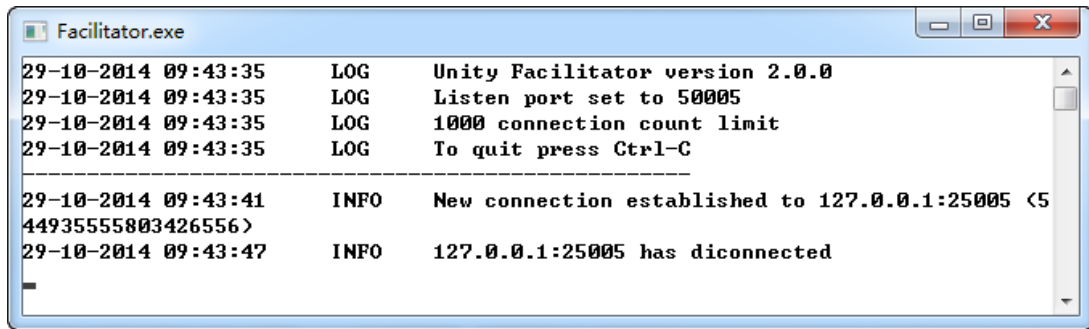 Facilitator.exe
29-10-2014 09:43:35 LOG Unity Facilitator version 2.0.0
29-10-2014 09:43:35 LOG Listen port set to 50005
29-10-2014 09:43:35 LOG 1000 connection count limit
29-10-2014 09:43:35 LOG To quit press Ctrl-C
----------------------------------------------------
29-10-2014 09:43:41 INFO New connection established to 127.0.0.1:25005 (5
44935555803426556)
29-10-2014 09:43:47 INFO 127.0.0.1:25005 has diconnected